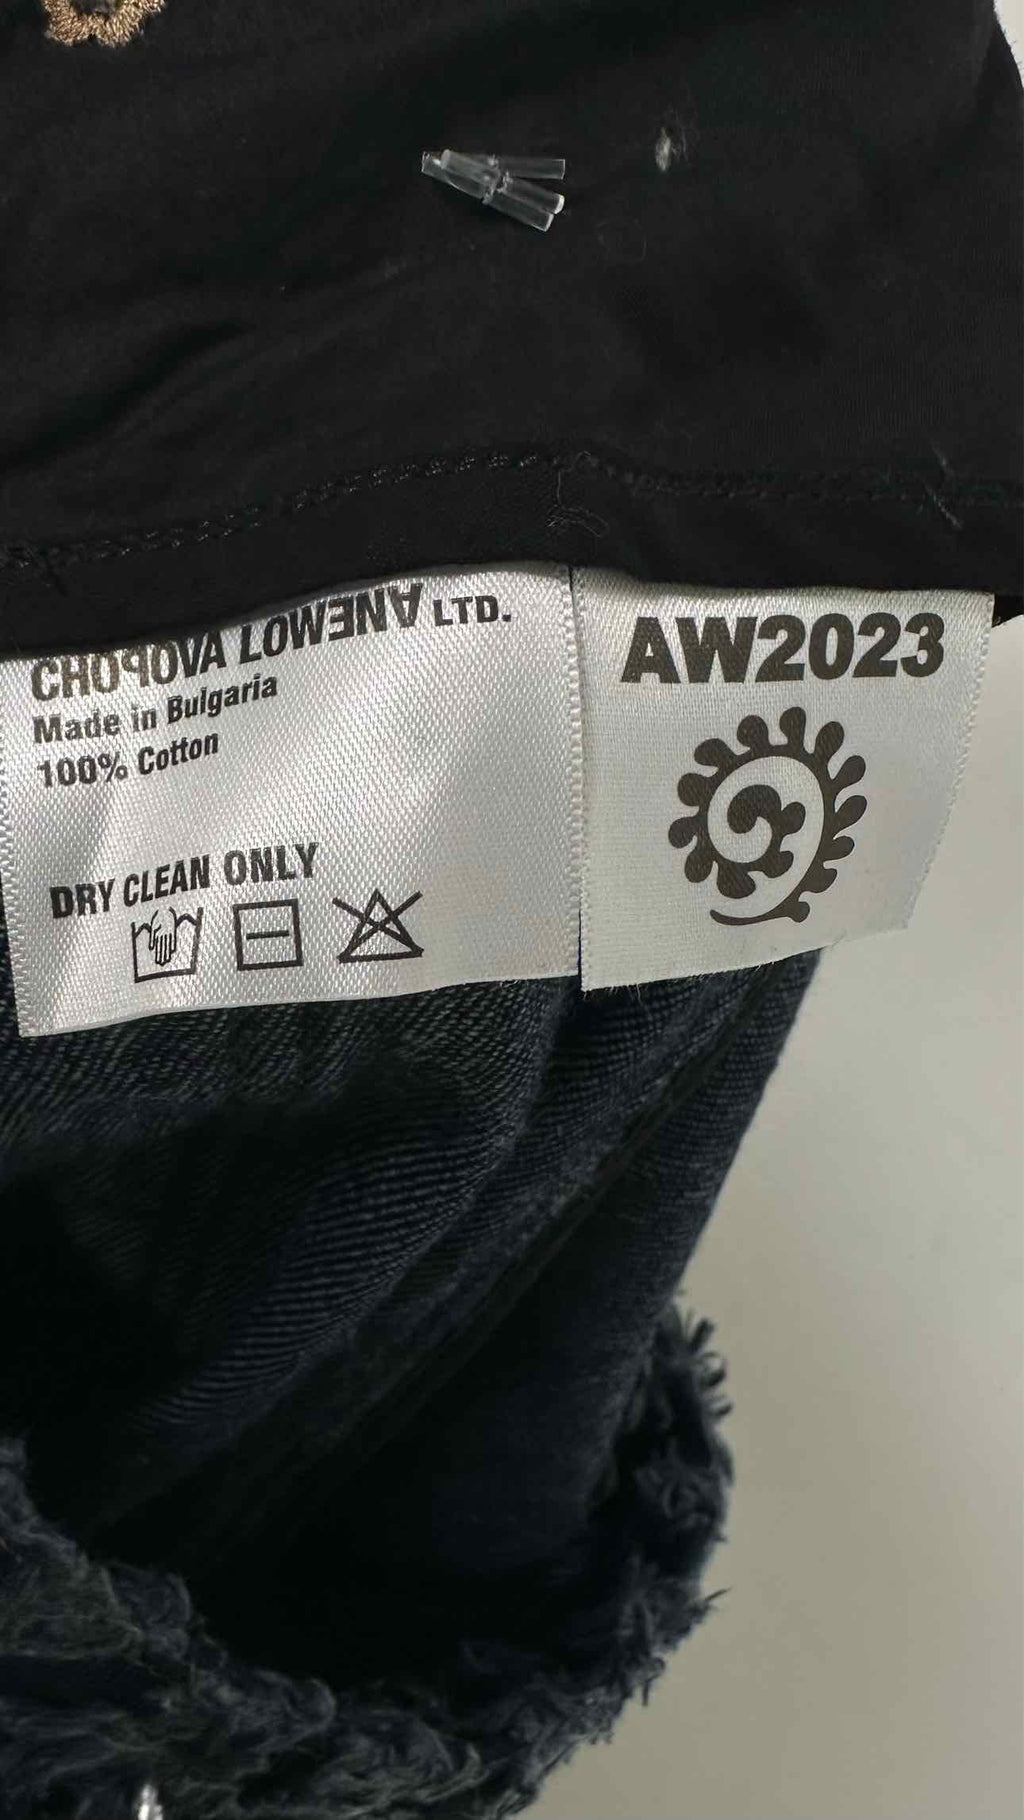 CHOPOVA LOWENA LTD.
Made in Bulgaria
100% Cotton
DRY CLEAN ONLY
AW2023